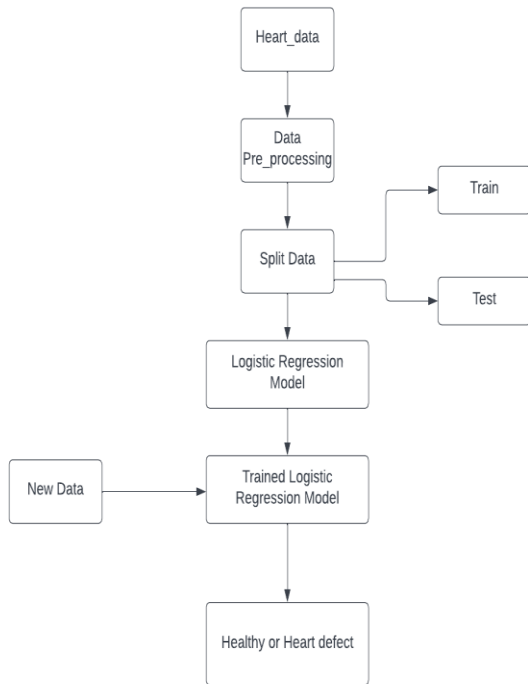 Heart_data
Data
Pre_processing
Train
Split Data
Test
Logistic Regression
Model
New Data
Trained Logistic
Regression Model
Healthy or Heart defect